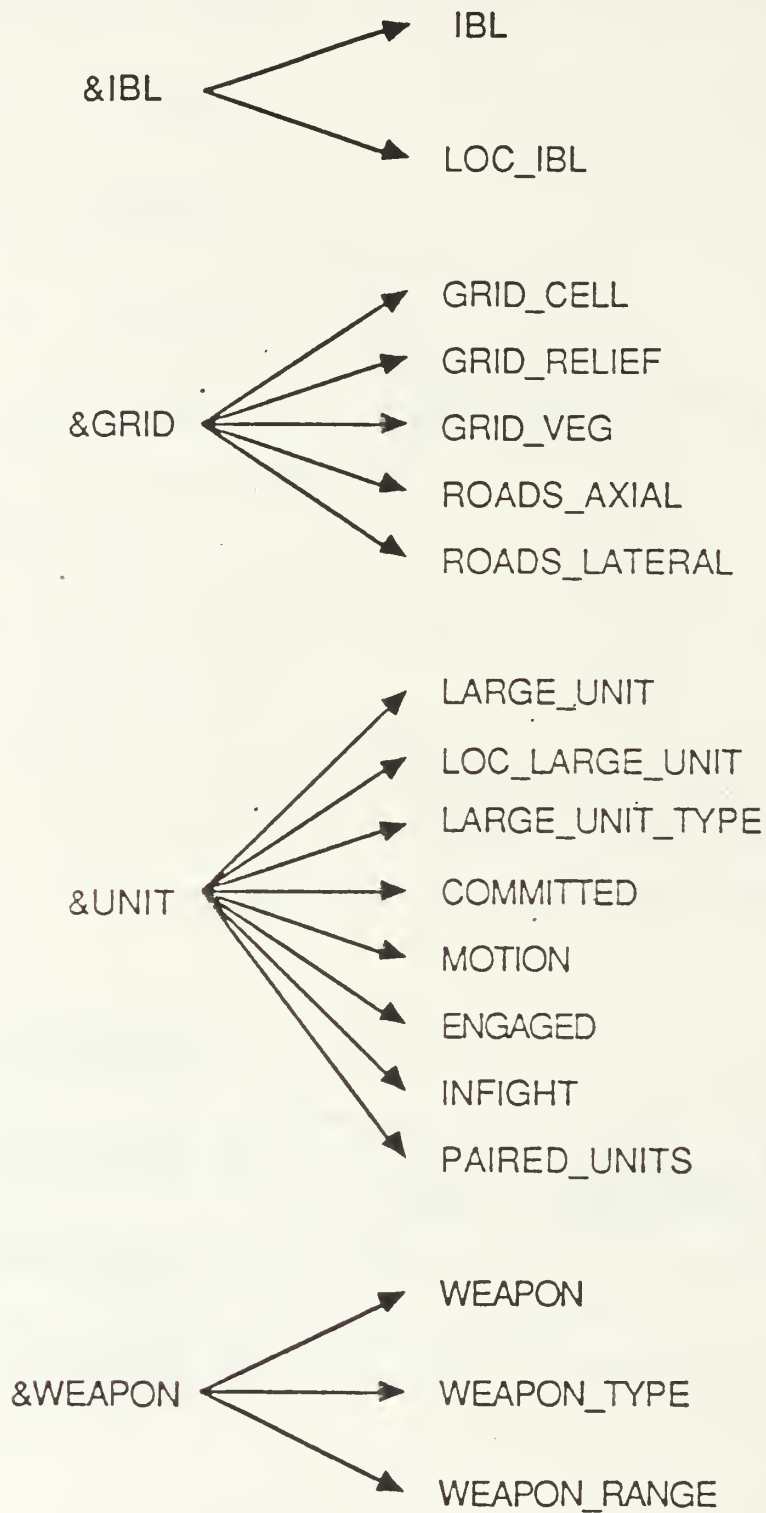 IBL
&IBL
LOC_IBL
GRID_CELL
GRID_RELIEF
&GRID
GRID_VEG
ROADS_AXIAL
ROADS_LATERAL
LARGE_UNIT
LOC_LARGE_UNIT
LARGE_UNIT_TYPE
&UNIT
COMMITTED
MOTION
ENGAGED
INFIGHT
PAIRED_UNITS
WEAPON
&WEAPON
WEAPON_TYPE
WEAPON_RANGE